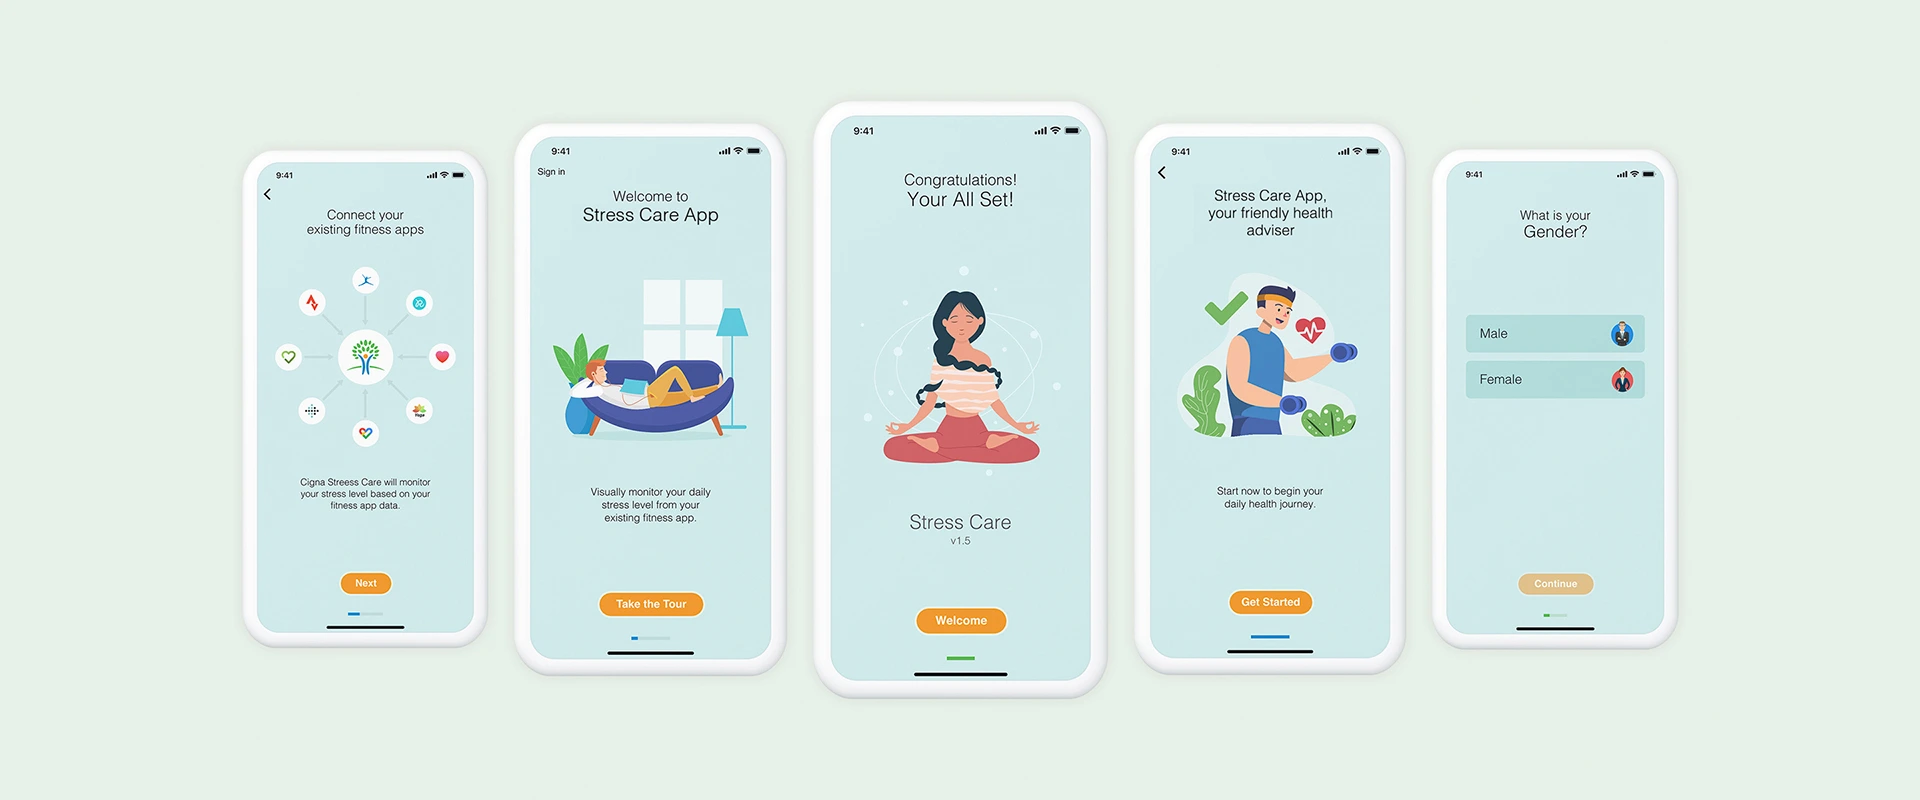 9:41
Connect your
existing fitness apps
Hope
Cigna Streess Care will monitor
your stress level based on your
fitness app data.
Next
9:41
Sign in
Welcome to
Stress Care App
Visually monitor your daily
stress level from your
existing fitness app.
Take the Tour
9:41
Congratulations!
Your All Set!
Stress Care
v1.5
Welcome
9:41
Stress Care App,
your friendly health
adviser
Start now to begin your
daily health journey.
Get Started
9:41
What is your
Gender?
Male
Female
Continue